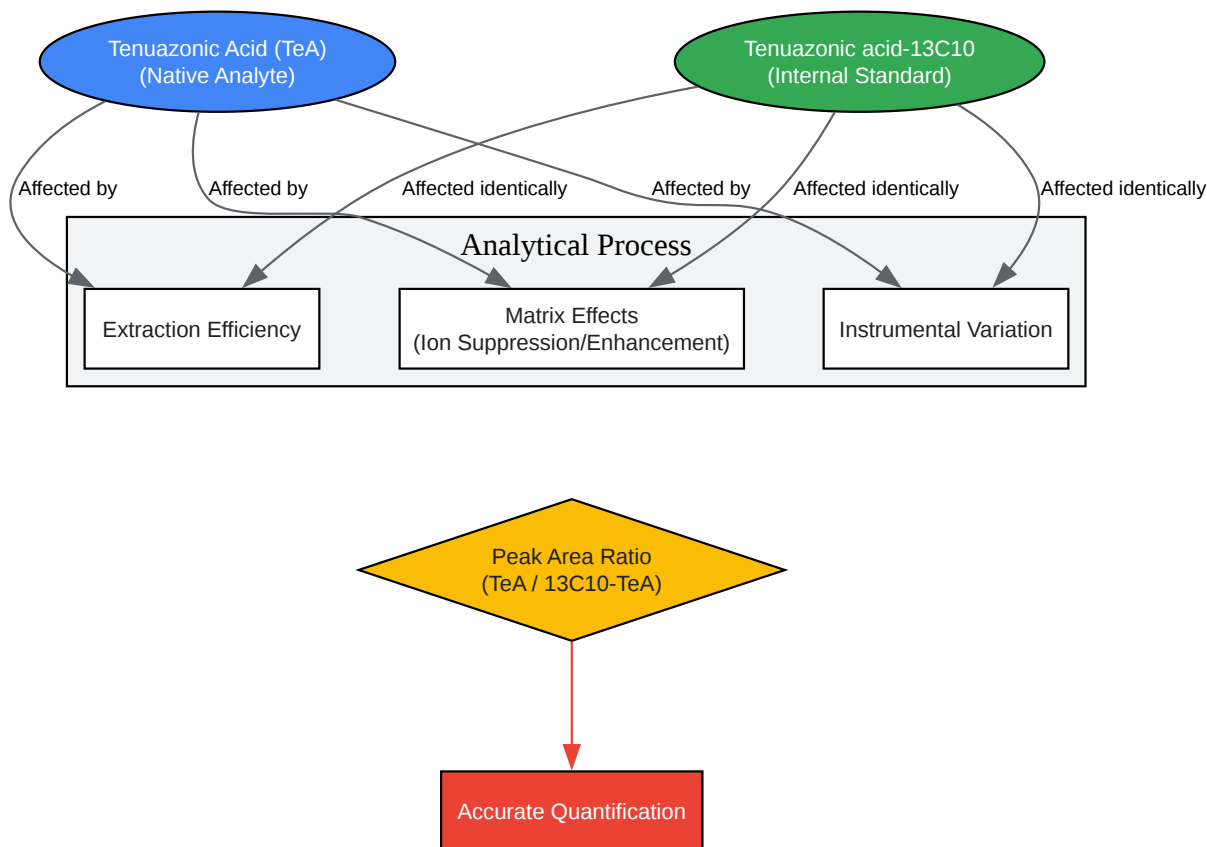 Tenuazonic Acid (TeA)
(Native Analyte)
Tenuazonic acid-13C10
(Internal Standard)
Affected by
Affected by
Affected identically
Affected by
Affected identically
Affected identically
Analytical Process
Extraction Efficiency
Matrix Effects
(Ion Suppression/Enhancement)
Instrumental Variation
Peak Area Ratio
(TeA / 13C10-TeA)
Accurate Quantification